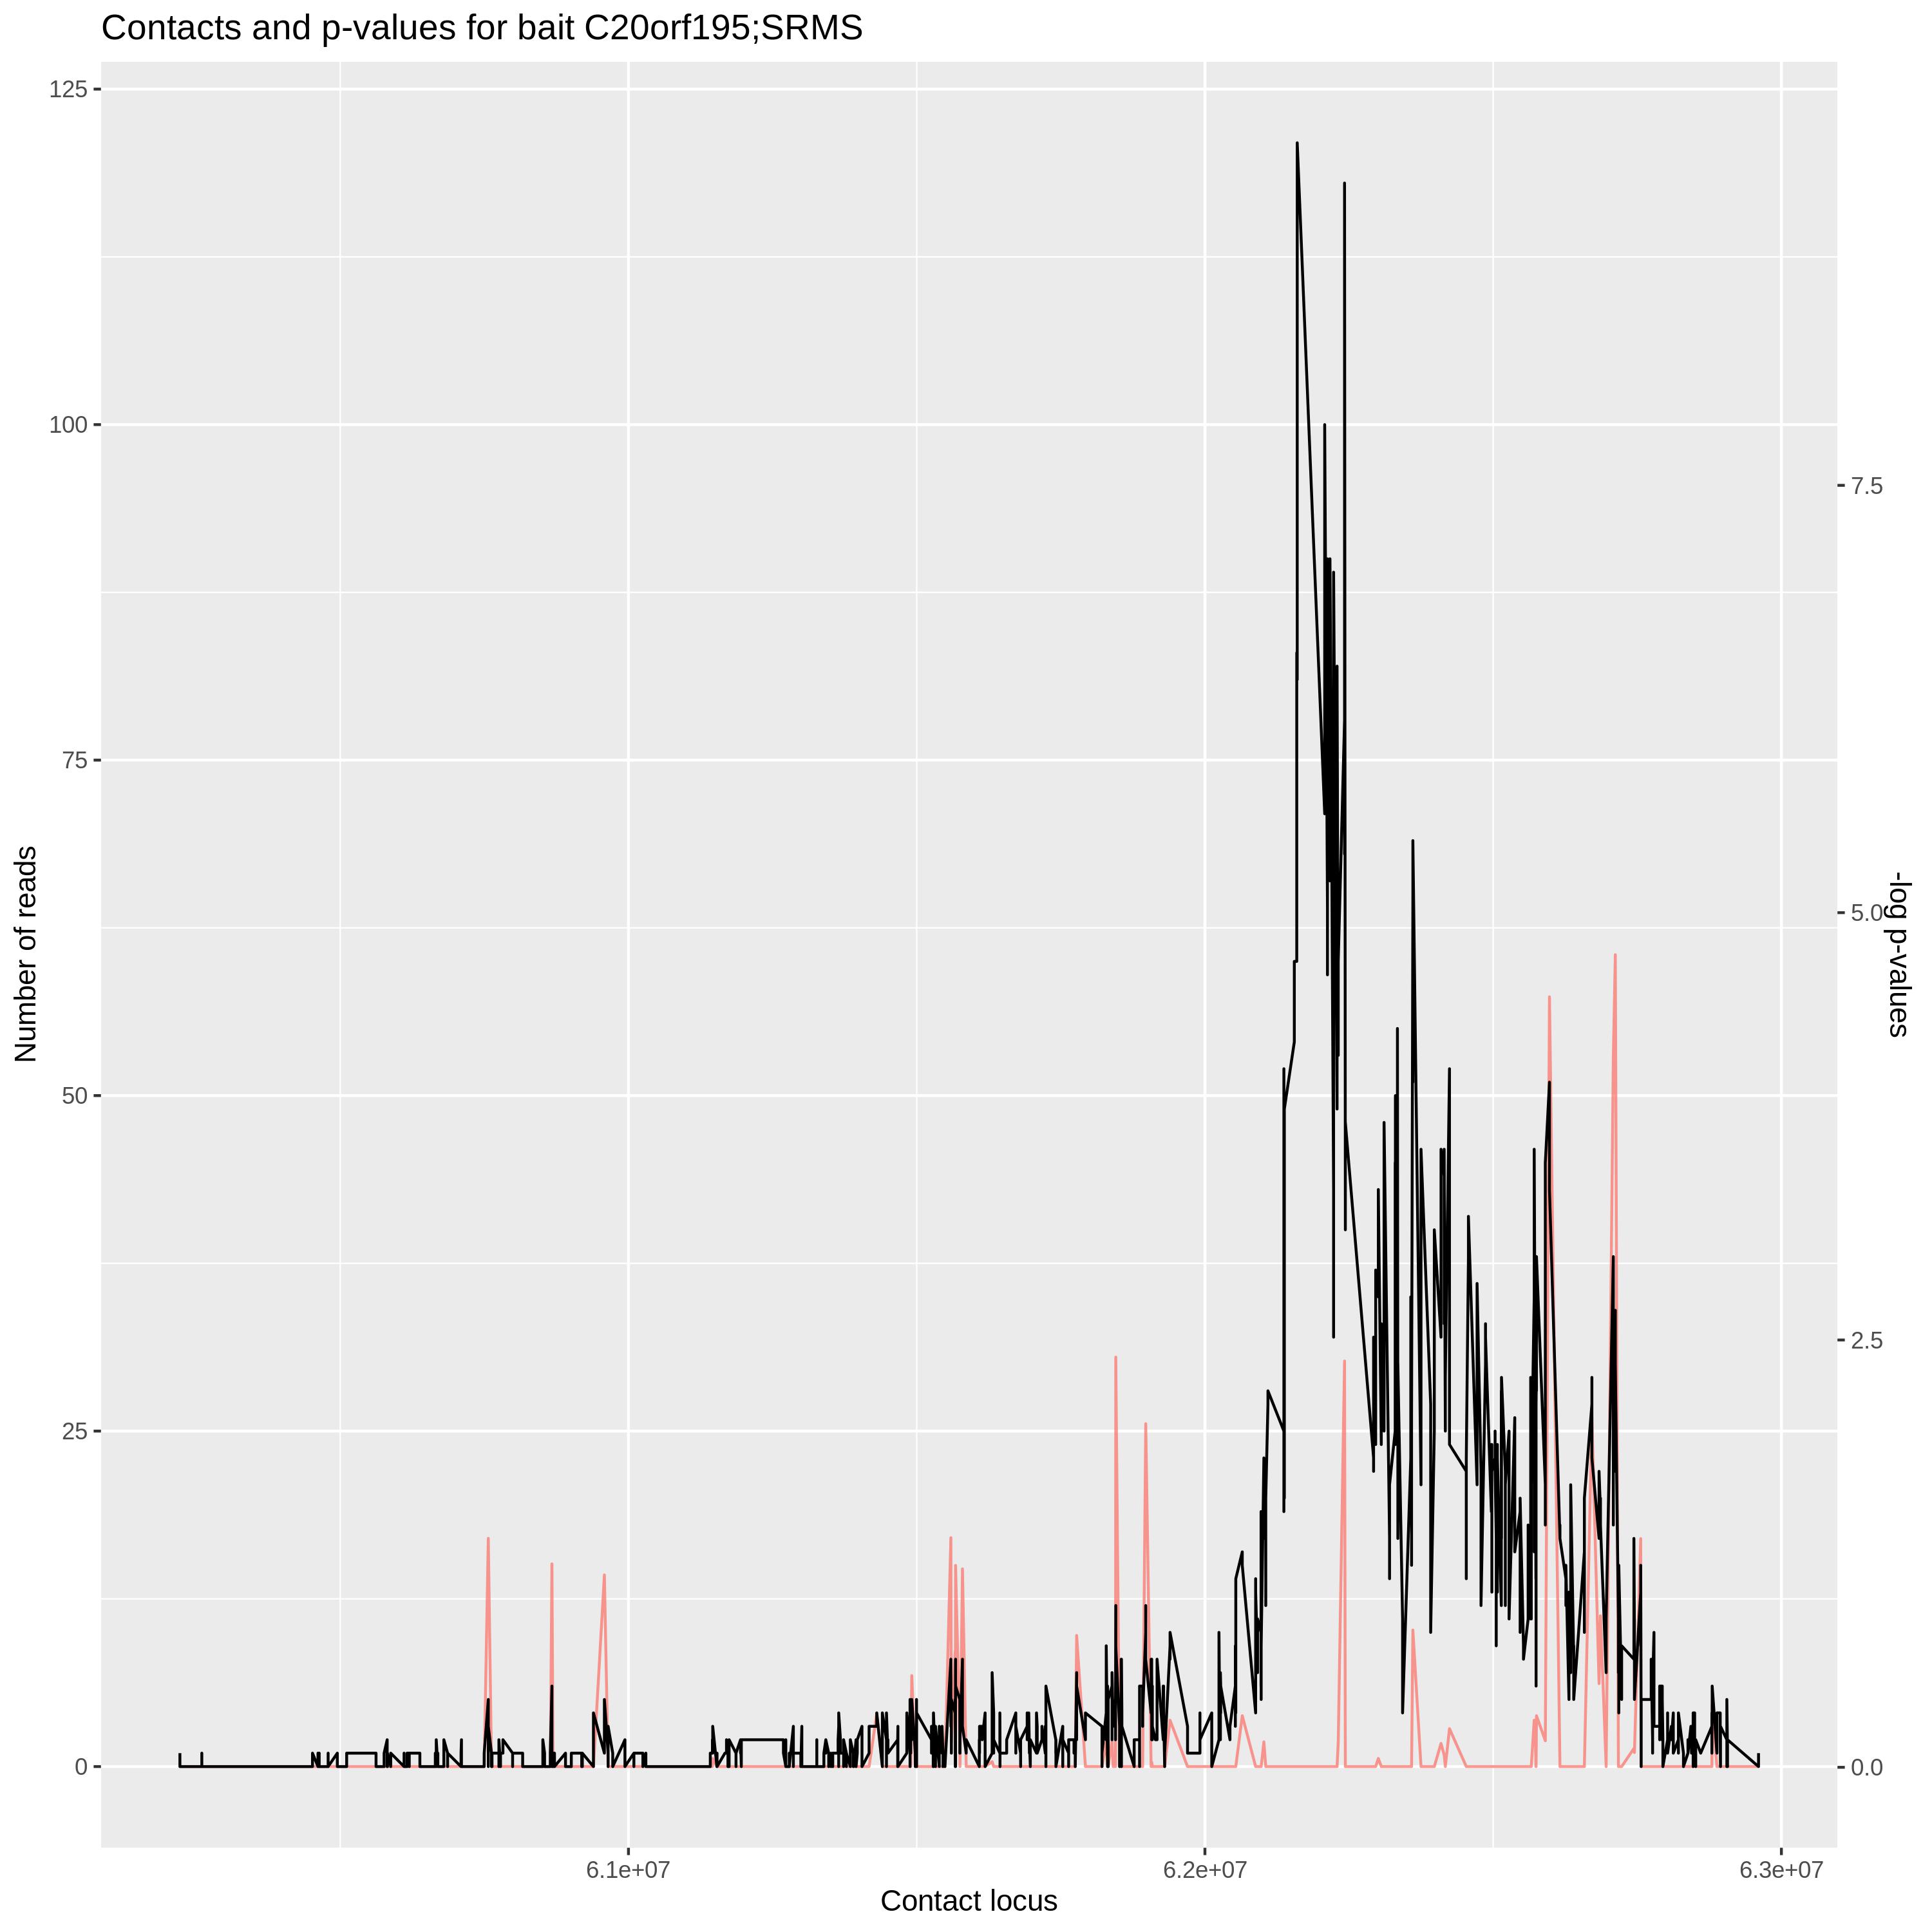 Contacts and p-values for bait C20orf195;SRMS
125
100
75
50
25
0
Number of reads
7.5
5.0
2.5
0.0
-log p-values
6.1e+07 6.2e+07 6.3e+07
Contact locus